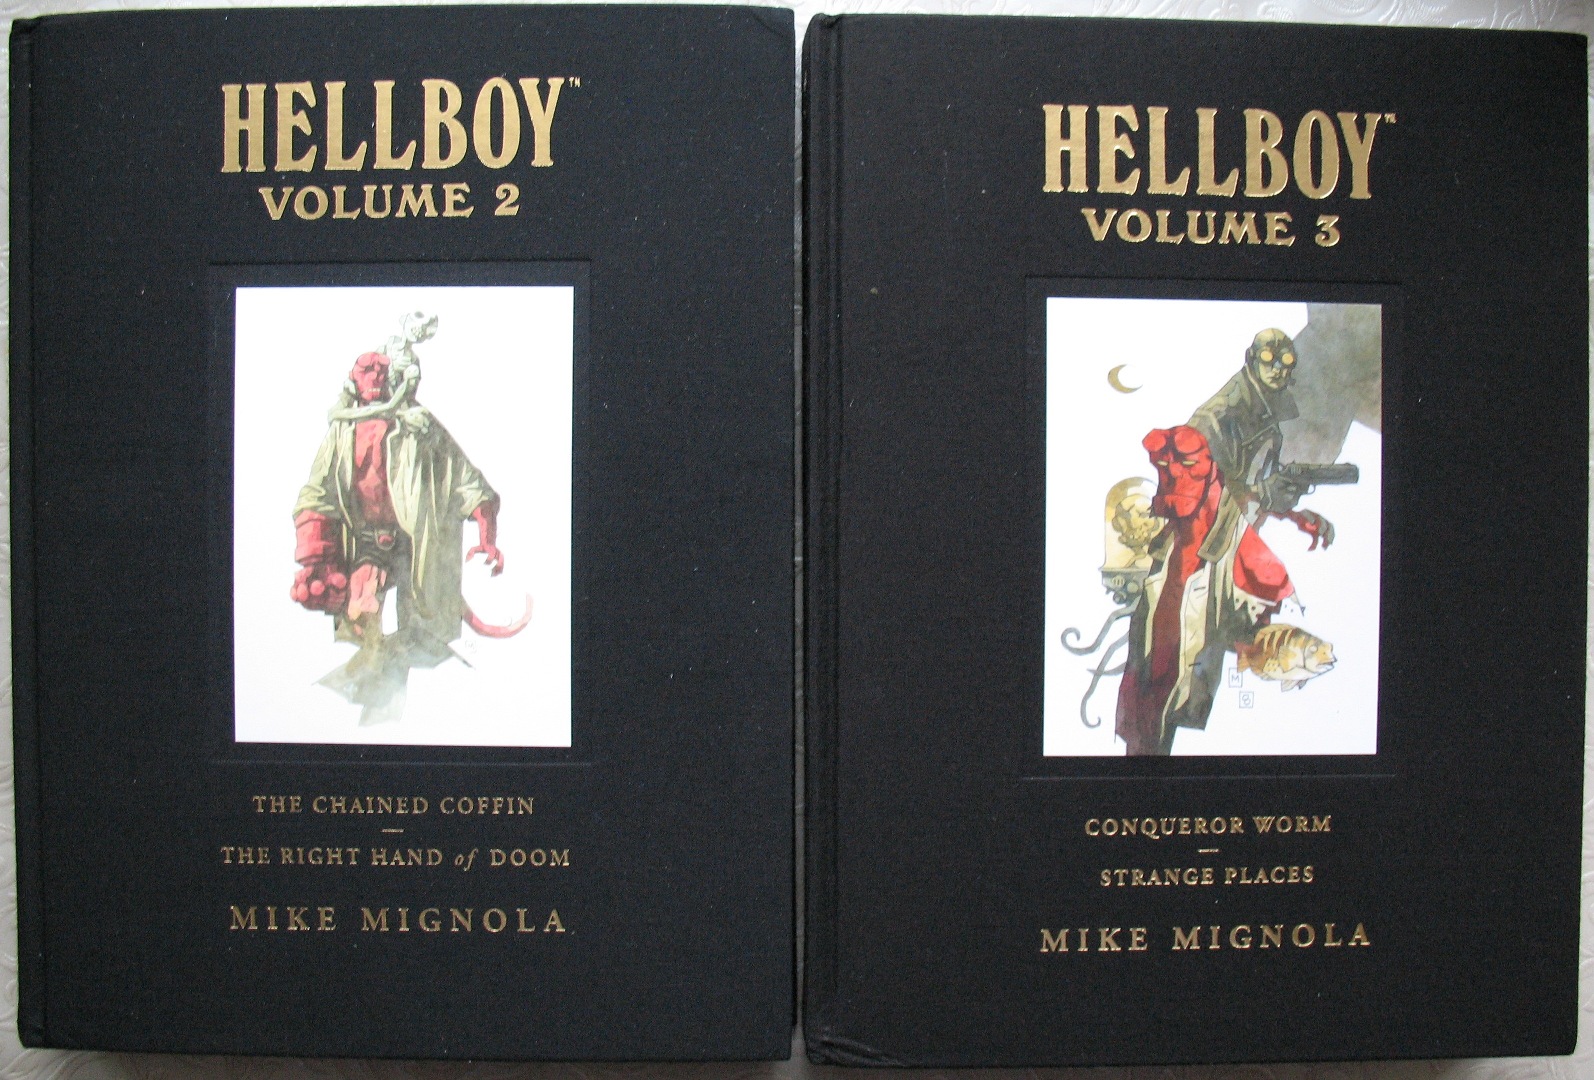 HELLBOY™
VOLUME 2
THE CHAINED COFFIN
THE RIGHT HAND of DOOM
MIKE MIGNOLA
HELLBOY™
VOLUME 3
M
CONQUEROR WORM
STRANGE PLACES
MIKE MIGNOLA